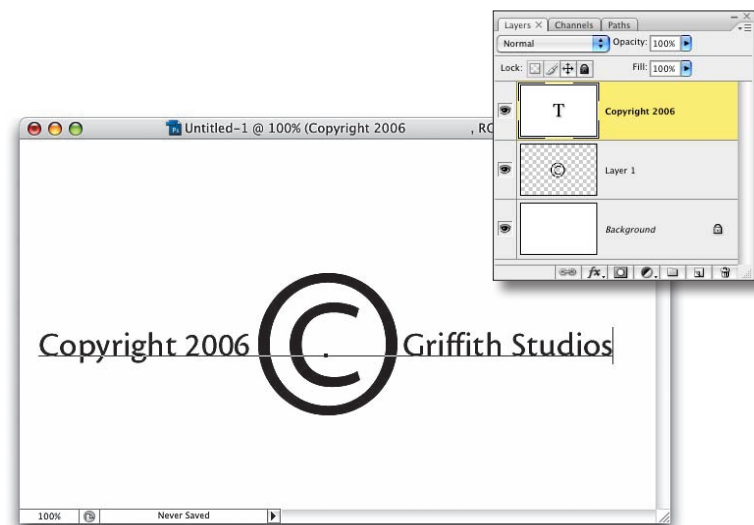 Layers × Channels Paths
Normal Opacity: 100%
Lock: Fill: 100%
T Copyright 2006
© Layer 1
Background
Untitled-1 @ 100% (Copyright 2006 , RC
Copyright 2006 © Griffith Studios
100% Never Saved